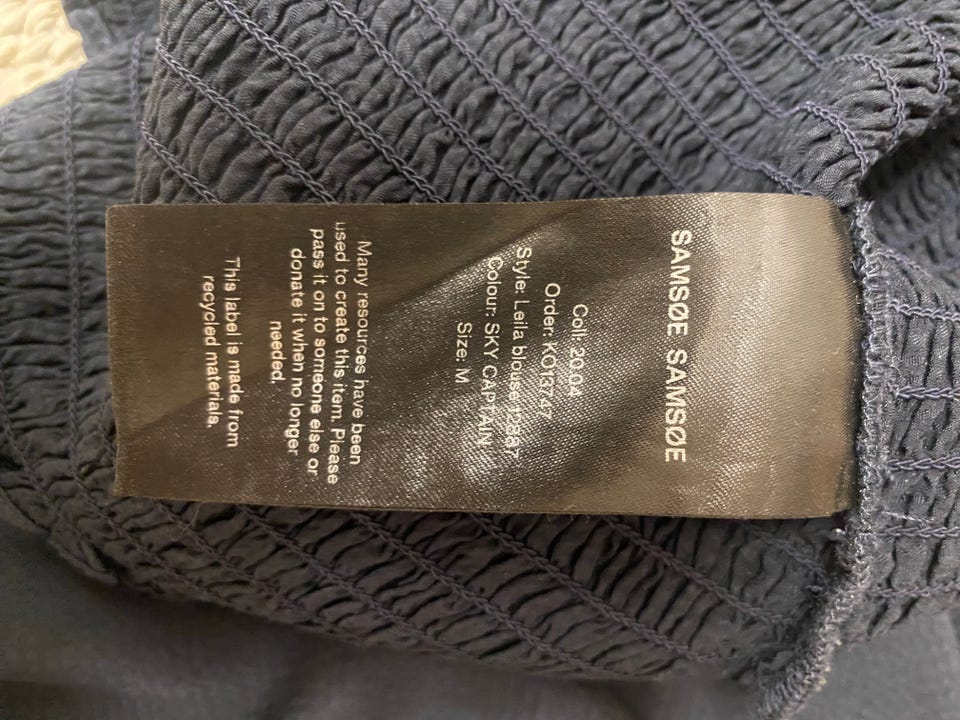 SAMSØE SAMSØE
Coll: 20.04
Order: KO13747
Style: Leila blouse 12887
Colour: SKY CAPTAIN
Size: M
Many resources have been
used to create this item. Please
pass it on to someone else or
donate it when no longer
needed.
This label is made from
recycled materials.